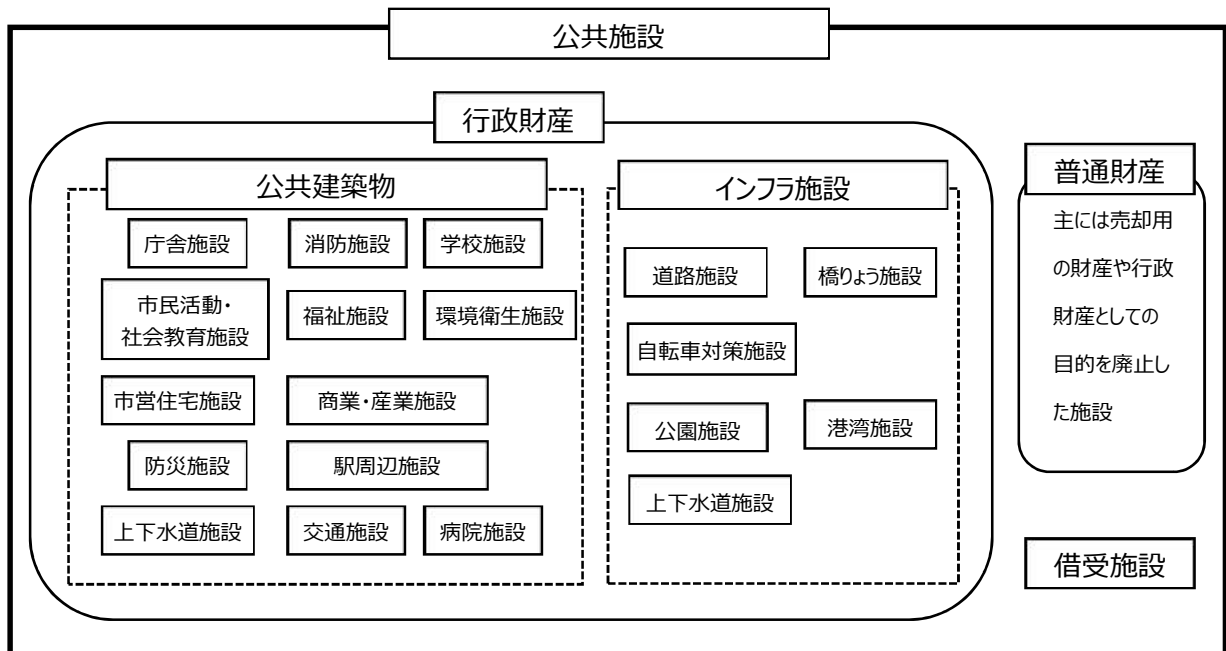 公共施設
行政財産
公共建築物
庁舎施設
消防施設
学校施設
市民活動・
社会教育施設
福祉施設
環境衛生施設
市営住宅施設
商業・産業施設
防災施設
駅周辺施設
上下水道施設
交通施設
病院施設
インフラ施設
道路施設
橋りょう施設
自転車対策施設
公園施設
港湾施設
上下水道施設
普通財産
主には売却用
の財産や行政
財産としての
目的を廃止し
た施設
借受施設